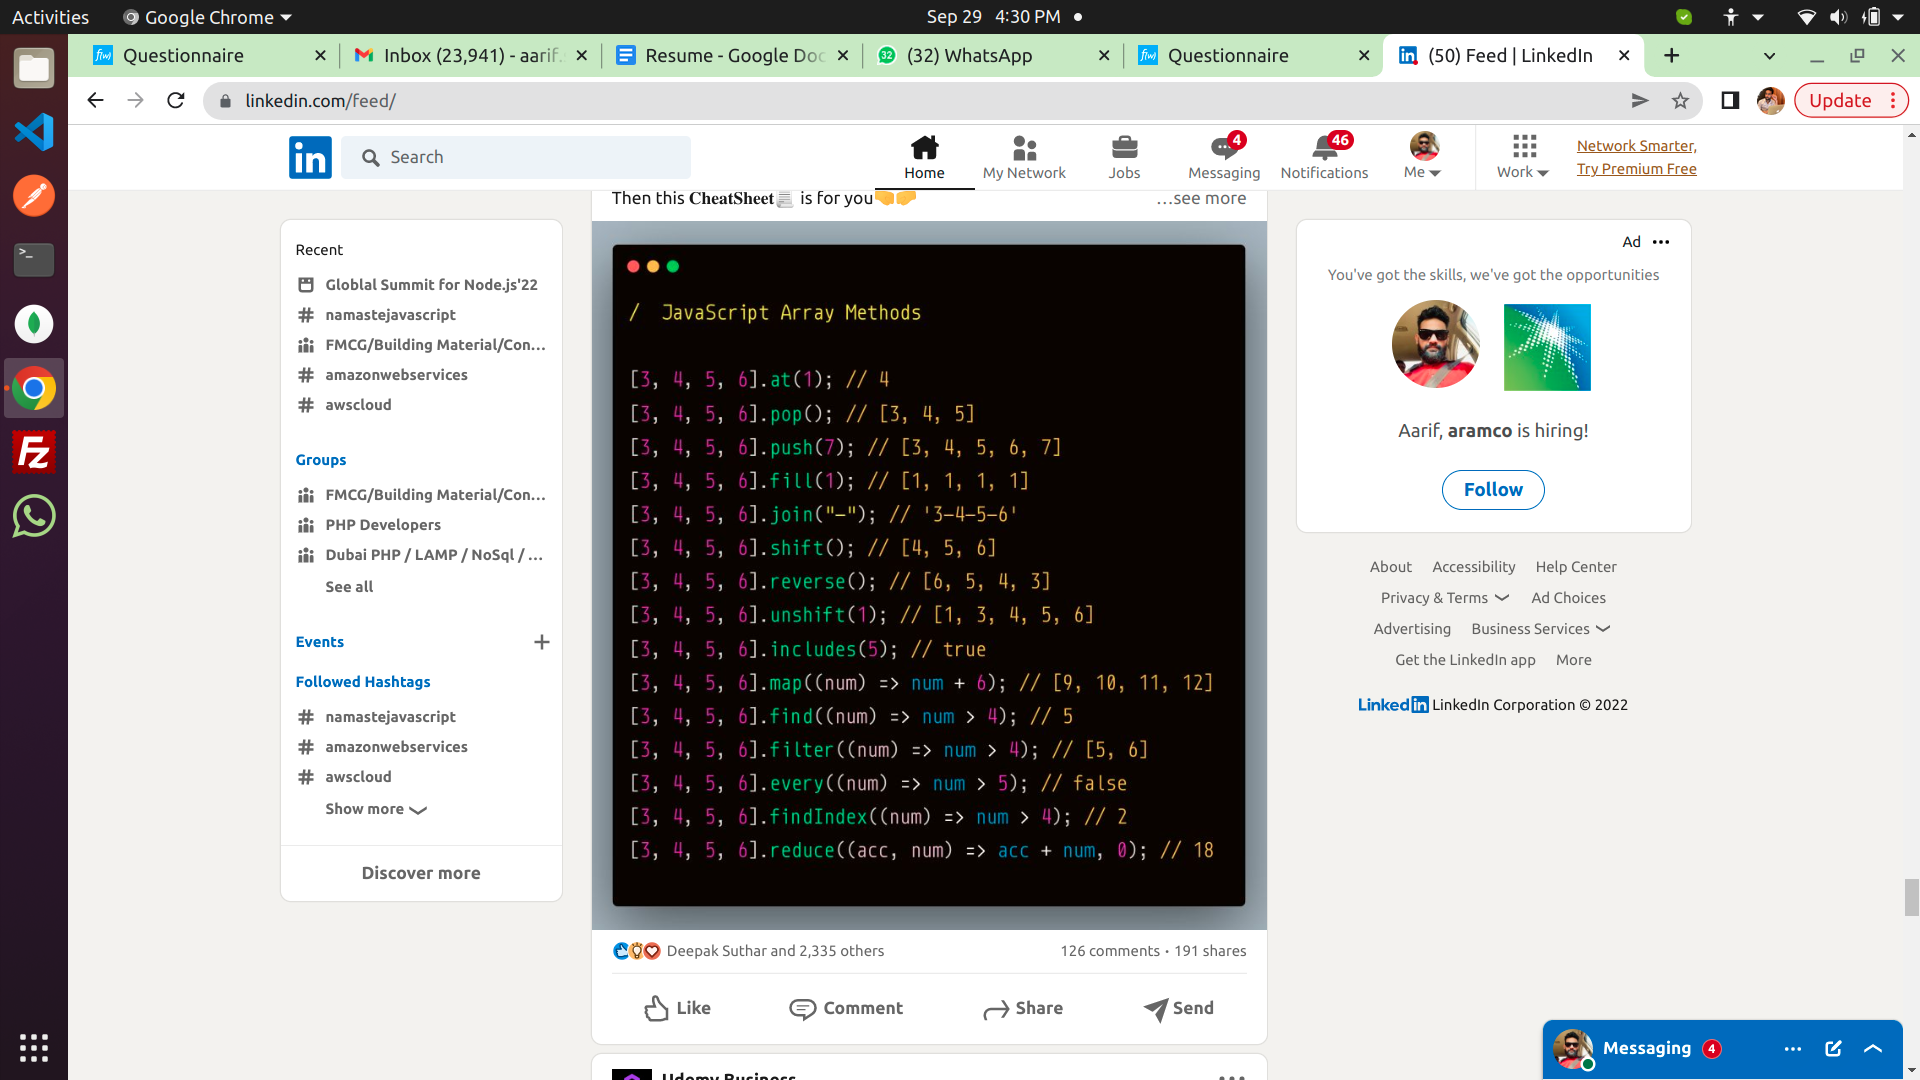 Activities
Google Chrome
Sep 29 4:30 PM
Questionnaire
Inbox (23,941) - aarif.
Resume - Google Doc
32
(32) WhatsApp
Questionnaire
(50) Feed | LinkedIn
linkedin.com/feed/
Update
Search
Home
My Network
Jobs
4
Messaging
46
Notifications
Me
Work
Network Smarter,
Try Premium Free
Then this CheatSheet📃 is for you🤜🤛
…see more
Recent
Globlal Summit for Node.js'22
# namastejavascript
FMCG/Building Material/Con...
# amazonwebservices
# awscloud
Groups
FMCG/Building Material/Con...
PHP Developers
Dubai PHP / LAMP / NoSql / ...
See all
Events
Followed Hashtags
# namastejavascript
# amazonwebservices
# awscloud
Show more
Discover more
/ JavaScript Array Methods
[3, 4, 5, 6].at(1); // 4
[3, 4, 5, 6].pop(); // [3, 4, 5]
[3, 4, 5, 6].push(7); // [3, 4, 5, 6, 7]
[3, 4, 5, 6].fill(1); // [1, 1, 1, 1]
[3, 4, 5, 6].join("-"); // '3-4-5-6'
[3, 4, 5, 6].shift(); // [4, 5, 6]
[3, 4, 5, 6].reverse(); // [6, 5, 4, 3]
[3, 4, 5, 6].unshift(1); // [1, 3, 4, 5, 6]
[3, 4, 5, 6].includes(5); // true
[3, 4, 5, 6].map((num) => num + 6); // [9, 10, 11, 12]
[3, 4, 5, 6].find((num) => num > 4); // 5
[3, 4, 5, 6].filter((num) => num > 4); // [5, 6]
[3, 4, 5, 6].every((num) => num > 5); // false
[3, 4, 5, 6].findIndex((num) => num > 4); // 2
[3, 4, 5, 6].reduce((acc, num) => acc + num, 0); // 18
Deepak Suthar and 2,335 others
126 comments • 191 shares
Like
Comment
Share
Send
Udemy Business
Ad
You've got the skills, we've got the opportunities
Aarif, aramco is hiring!
Follow
About Accessibility Help Center
Privacy & Terms Ad Choices
Advertising Business Services
Get the LinkedIn app More
LinkedIn LinkedIn Corporation © 2022
Messaging 4